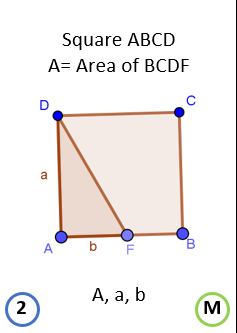 Square ABCD
A= Area of BCDF
D
C
a
A
b
F
B
A, a, b
2
M